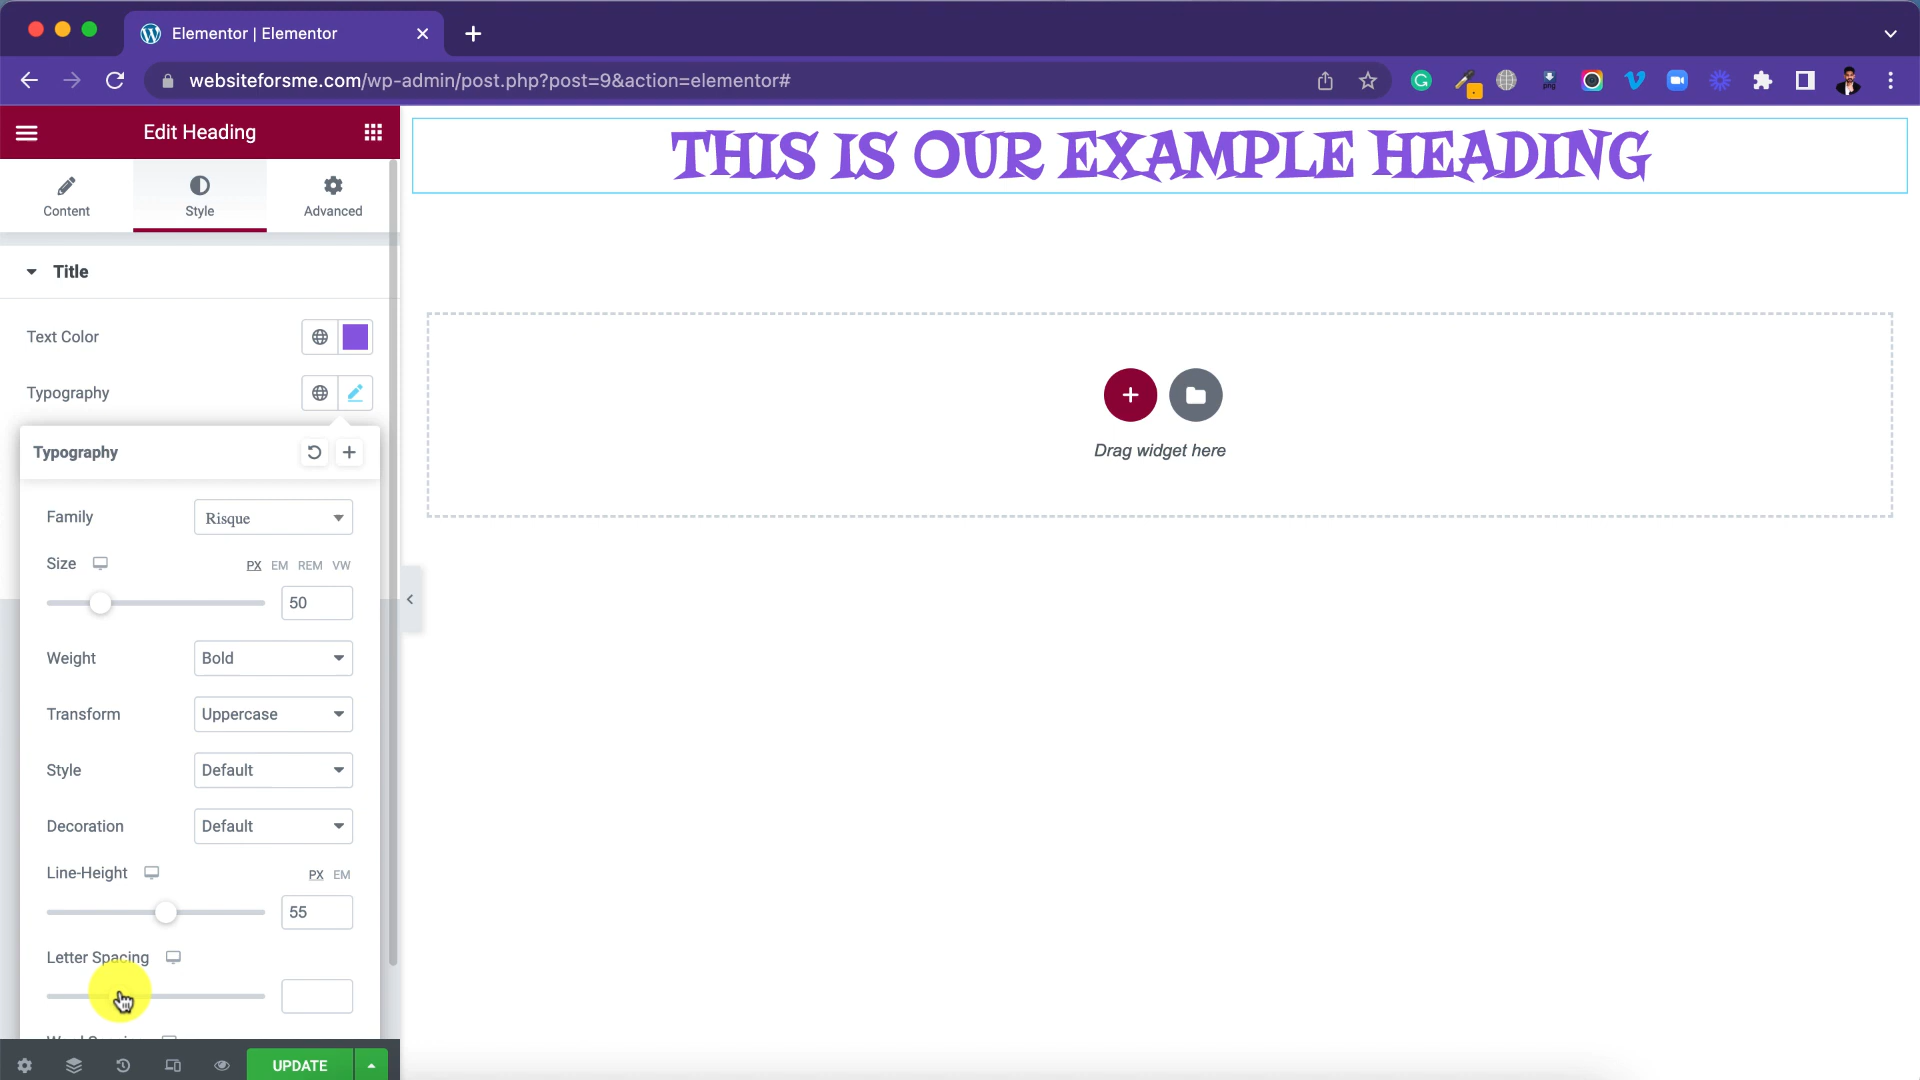 Elementor | Elementor
websiteforsme.com/wp-admin/post.php?post=9&action=elementor#
Edit Heading
Content
Style
Advanced
Title
Text Color
Typography
Typography
Family
Risque
Size
PX EM REM VW
50
Weight
Bold
Transform
Uppercase
Style
Default
Decoration
Default
Line-Height
PX EM
55
Letter Spacing
UPDATE
THIS IS OUR EXAMPLE HEADING
Drag widget here